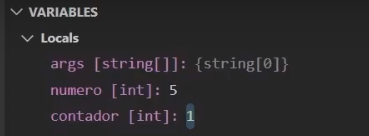 VARIABLES
Locals
args [string[]]: {string[0]}
numero [int]: 5
contador [int]: 1